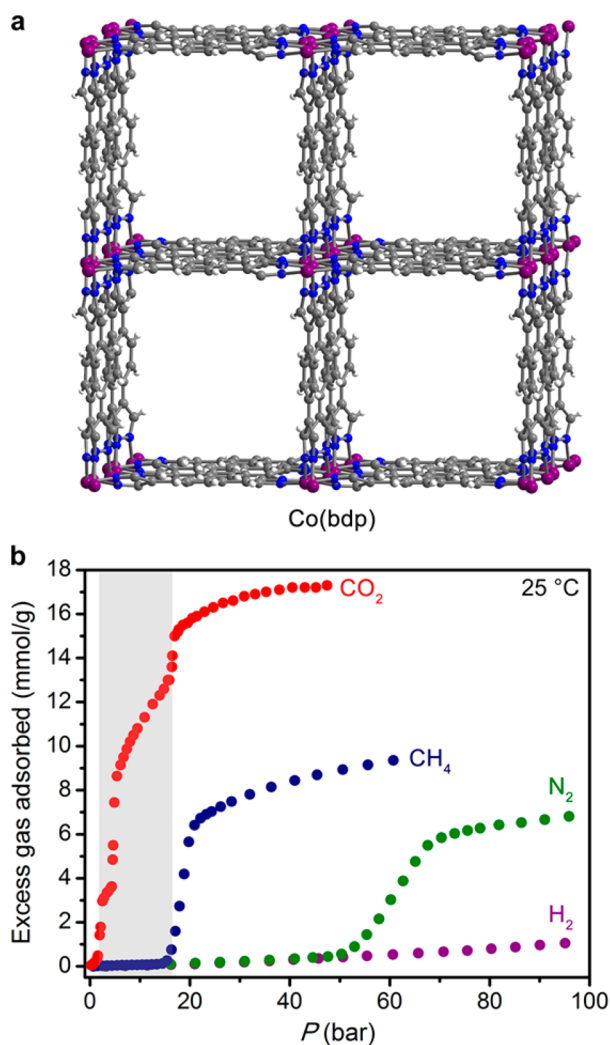 a
Co(bdp)
b
Excess gas adsorbed (mmol/g)
18
16
14
12
10
8
6
4
2
0
25 °C
CO₂
CH₄
N₂
H₂
0 20 40 60 80 100
P (bar)